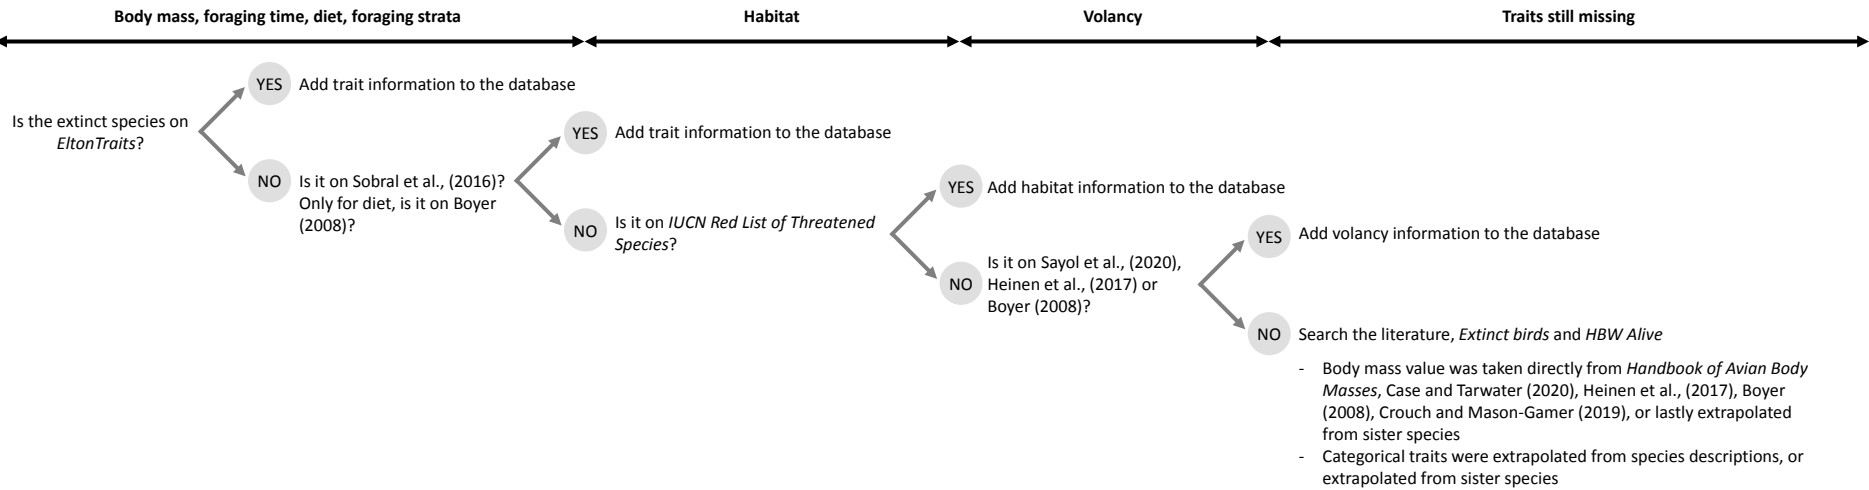 Body mass, foraging time, diet, foraging strata
Habitat
Volancy
Traits still missing
Is the extinct species on
EltonTraits?
YES
Add trait information to the database
NO
Is it on Sobral et al., (2016)?
Only for diet, is it on Boyer
(2008)?
YES
Add trait information to the database
NO
Is it on IUCN Red List of Threatened
Species?
YES
Add habitat information to the database
NO
Is it on Sayol et al., (2020),
Heinen et al., (2017) or
Boyer (2008)?
YES
Add volancy information to the database
NO
Search the literature, Extinct birds and HBW Alive
- Body mass value was taken directly from Handbook of Avian Body
Masses, Case and Tarwater (2020), Heinen et al., (2017), Boyer
(2008), Crouch and Mason-Gamer (2019), or lastly extrapolated
from sister species
- Categorical traits were extrapolated from species descriptions, or
extrapolated from sister species